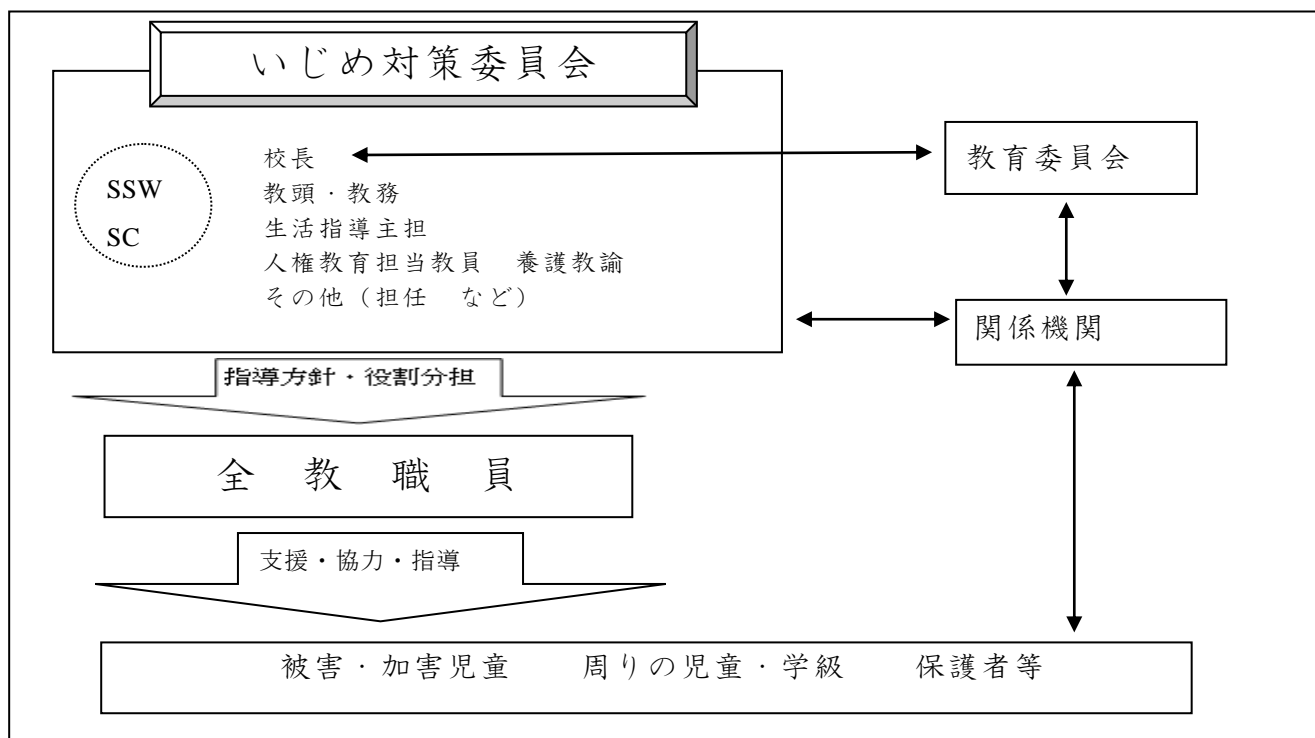 いじめ対策委員会
SSW
SC
校長
教頭・教務
生活指導主担
人権教育担当教員　養護教諭
その他（担任　など）
教育委員会
関係機関
指導方針・役割分担
全　教　職　員
支援・協力・指導
被害・加害児童　　周りの児童・学級　　保護者等